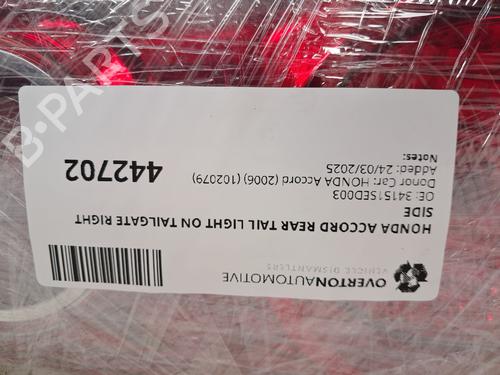 OVERTONAUTOMOTIVE
VEHICLE DISMANTLERS
HONDA ACCORD REAR TAIL LIGHT ON TAILGATE RIGHT
SIDE
OE: 34151SED003
Donor Car: HONDA Accord (2006) (102079)
Added: 24/03/2025
Notes:
442702
B-PARTS